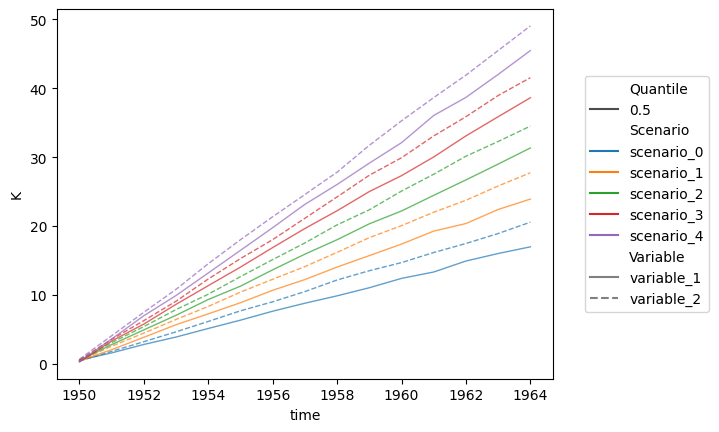 50
40
30
20
10
0
K
1950 1952 1954 1956 1958 1960 1962 1964
time
Quantile
0.5
Scenario
scenario_0
scenario_1
scenario_2
scenario_3
scenario_4
Variable
variable_1
variable_2